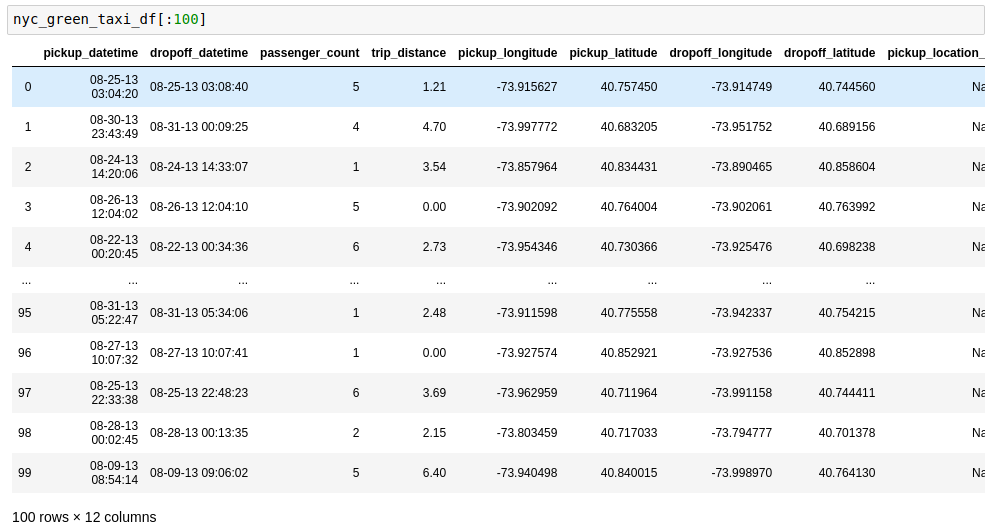 nyc_green_taxi_df[:100]
pickup_datetime dropoff_datetime passenger_count trip_distance pickup_longitude pickup_latitude dropoff_longitude dropoff_latitude pickup_location_
0 08-25-13 03:04:20 08-25-13 03:08:40 5 1.21 -73.915627 40.757450 -73.914749 40.744560 Na
1 08-30-13 23:43:49 08-31-13 00:09:25 4 4.70 -73.997772 40.683205 -73.951752 40.689156 Na
2 08-24-13 14:20:06 08-24-13 14:33:07 1 3.54 -73.857964 40.834431 -73.890465 40.858604 Na
3 08-26-13 12:04:02 08-26-13 12:04:10 5 0.00 -73.902092 40.764004 -73.902061 40.763992 Na
4 08-22-13 00:20:45 08-22-13 00:34:36 6 2.73 -73.954346 40.730366 -73.925476 40.698238 Na
... ... ... ... ... ... ... ... ...
95 08-31-13 05:22:47 08-31-13 05:34:06 1 2.48 -73.911598 40.775558 -73.942337 40.754215 Na
96 08-27-13 10:07:32 08-27-13 10:07:41 1 0.00 -73.927574 40.852921 -73.927536 40.852898 Na
97 08-25-13 22:33:38 08-25-13 22:48:23 6 3.69 -73.962959 40.711964 -73.991158 40.744411 Na
98 08-28-13 00:02:45 08-28-13 00:13:35 2 2.15 -73.803459 40.717033 -73.794777 40.701378 Na
99 08-09-13 08:54:14 08-09-13 09:06:02 5 6.40 -73.940498 40.840015 -73.998970 40.764130 Na
100 rows × 12 columns